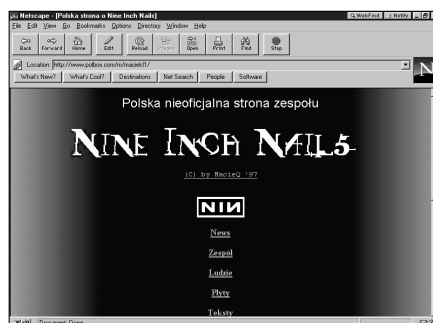 Netscape - [Polska strona o Nine Inch Nails]
WebFind Notify
File Edit View Go Bookmarks Options Directory Window Help
Back Forward Home Edit Reload Images Open Print Find Stop
Location: http://www.polbox.com/m/maciekl1/
What's New? What's Cool? Destinations Net Search People Software
N
Polska nieoficjalna strona zespołu
NINE INCH NAILS
(C) by MacieQ '97
NIN
News
Zespół
Ludzie
Płyty
Teksty
Document: Done